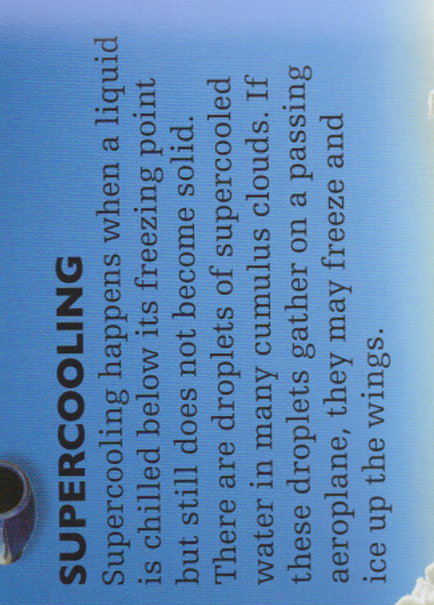 SUPERCOOLING
Supercooling happens when a liquid
is chilled below its freezing point
but still does not become solid.
There are droplets of supercooled
water in many cumulus clouds. If
these droplets gather on a passing
aeroplane, they may freeze and
ice up the wings.